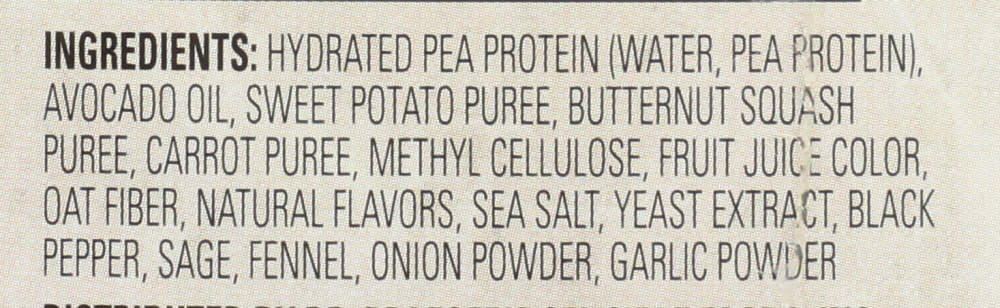 INGREDIENTS: HYDRATED PEA PROTEIN (WATER, PEA PROTEIN),
AVOCADO OIL, SWEET POTATO PUREE, BUTTERNUT SQUASH
PUREE, CARROT PUREE, METHYL CELLULOSE, FRUIT JUICE COLOR,
OAT FIBER, NATURAL FLAVORS, SEA SALT, YEAST EXTRACT, BLACK
PEPPER, SAGE, FENNEL, ONION POWDER, GARLIC POWDER